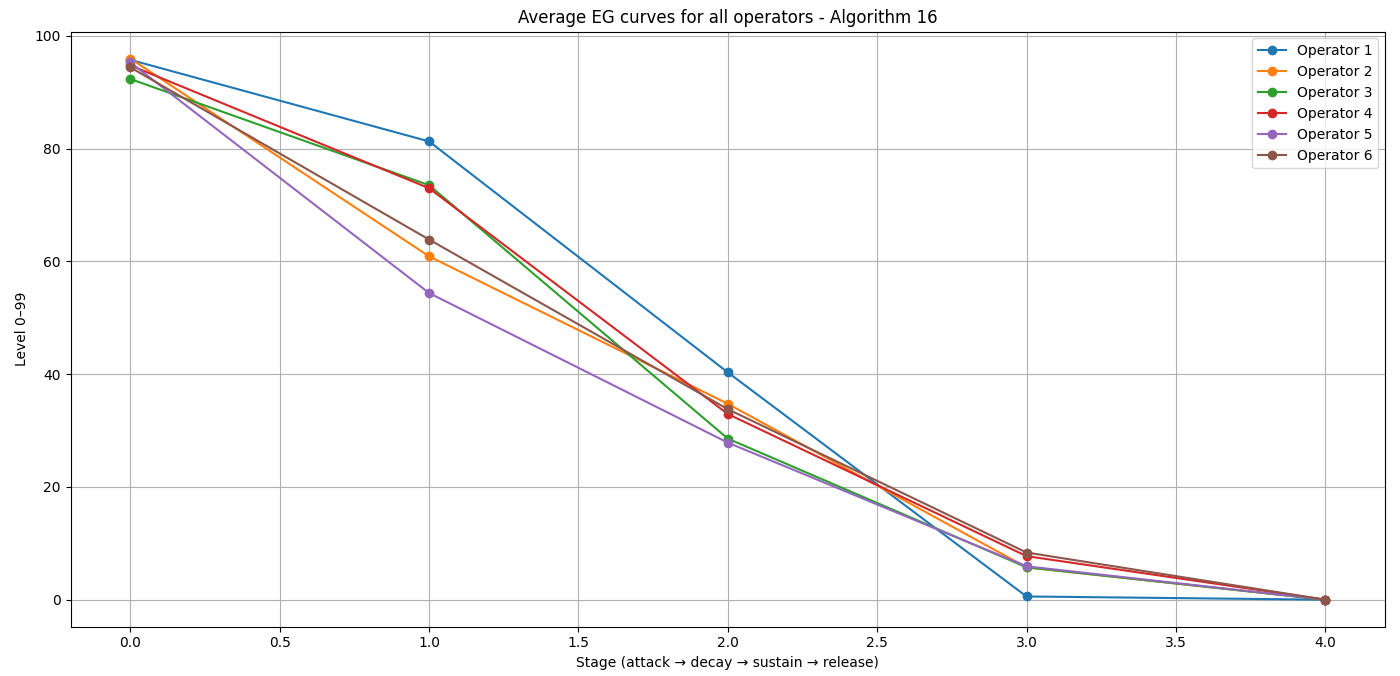 Average EG curves for all operators - Algorithm 16
Level 0–99
100
80
60
40
20
0
Operator 1
Operator 2
Operator 3
Operator 4
Operator 5
Operator 6
0.0 0.5 1.0 1.5 2.0 2.5 3.0 3.5 4.0
Stage (attack → decay → sustain → release)